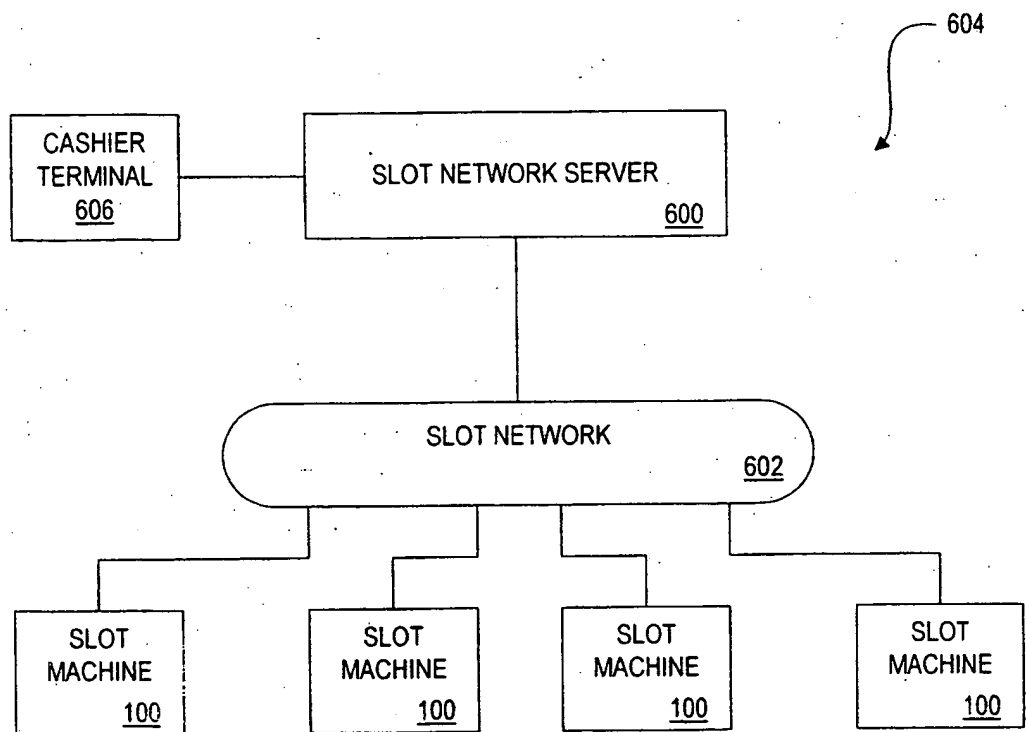 604
CASHIER
TERMINAL
606
SLOT NETWORK SERVER
600
SLOT NETWORK
602
SLOT
MACHINE
100
SLOT
MACHINE
100
SLOT
MACHINE
100
SLOT
MACHINE
100